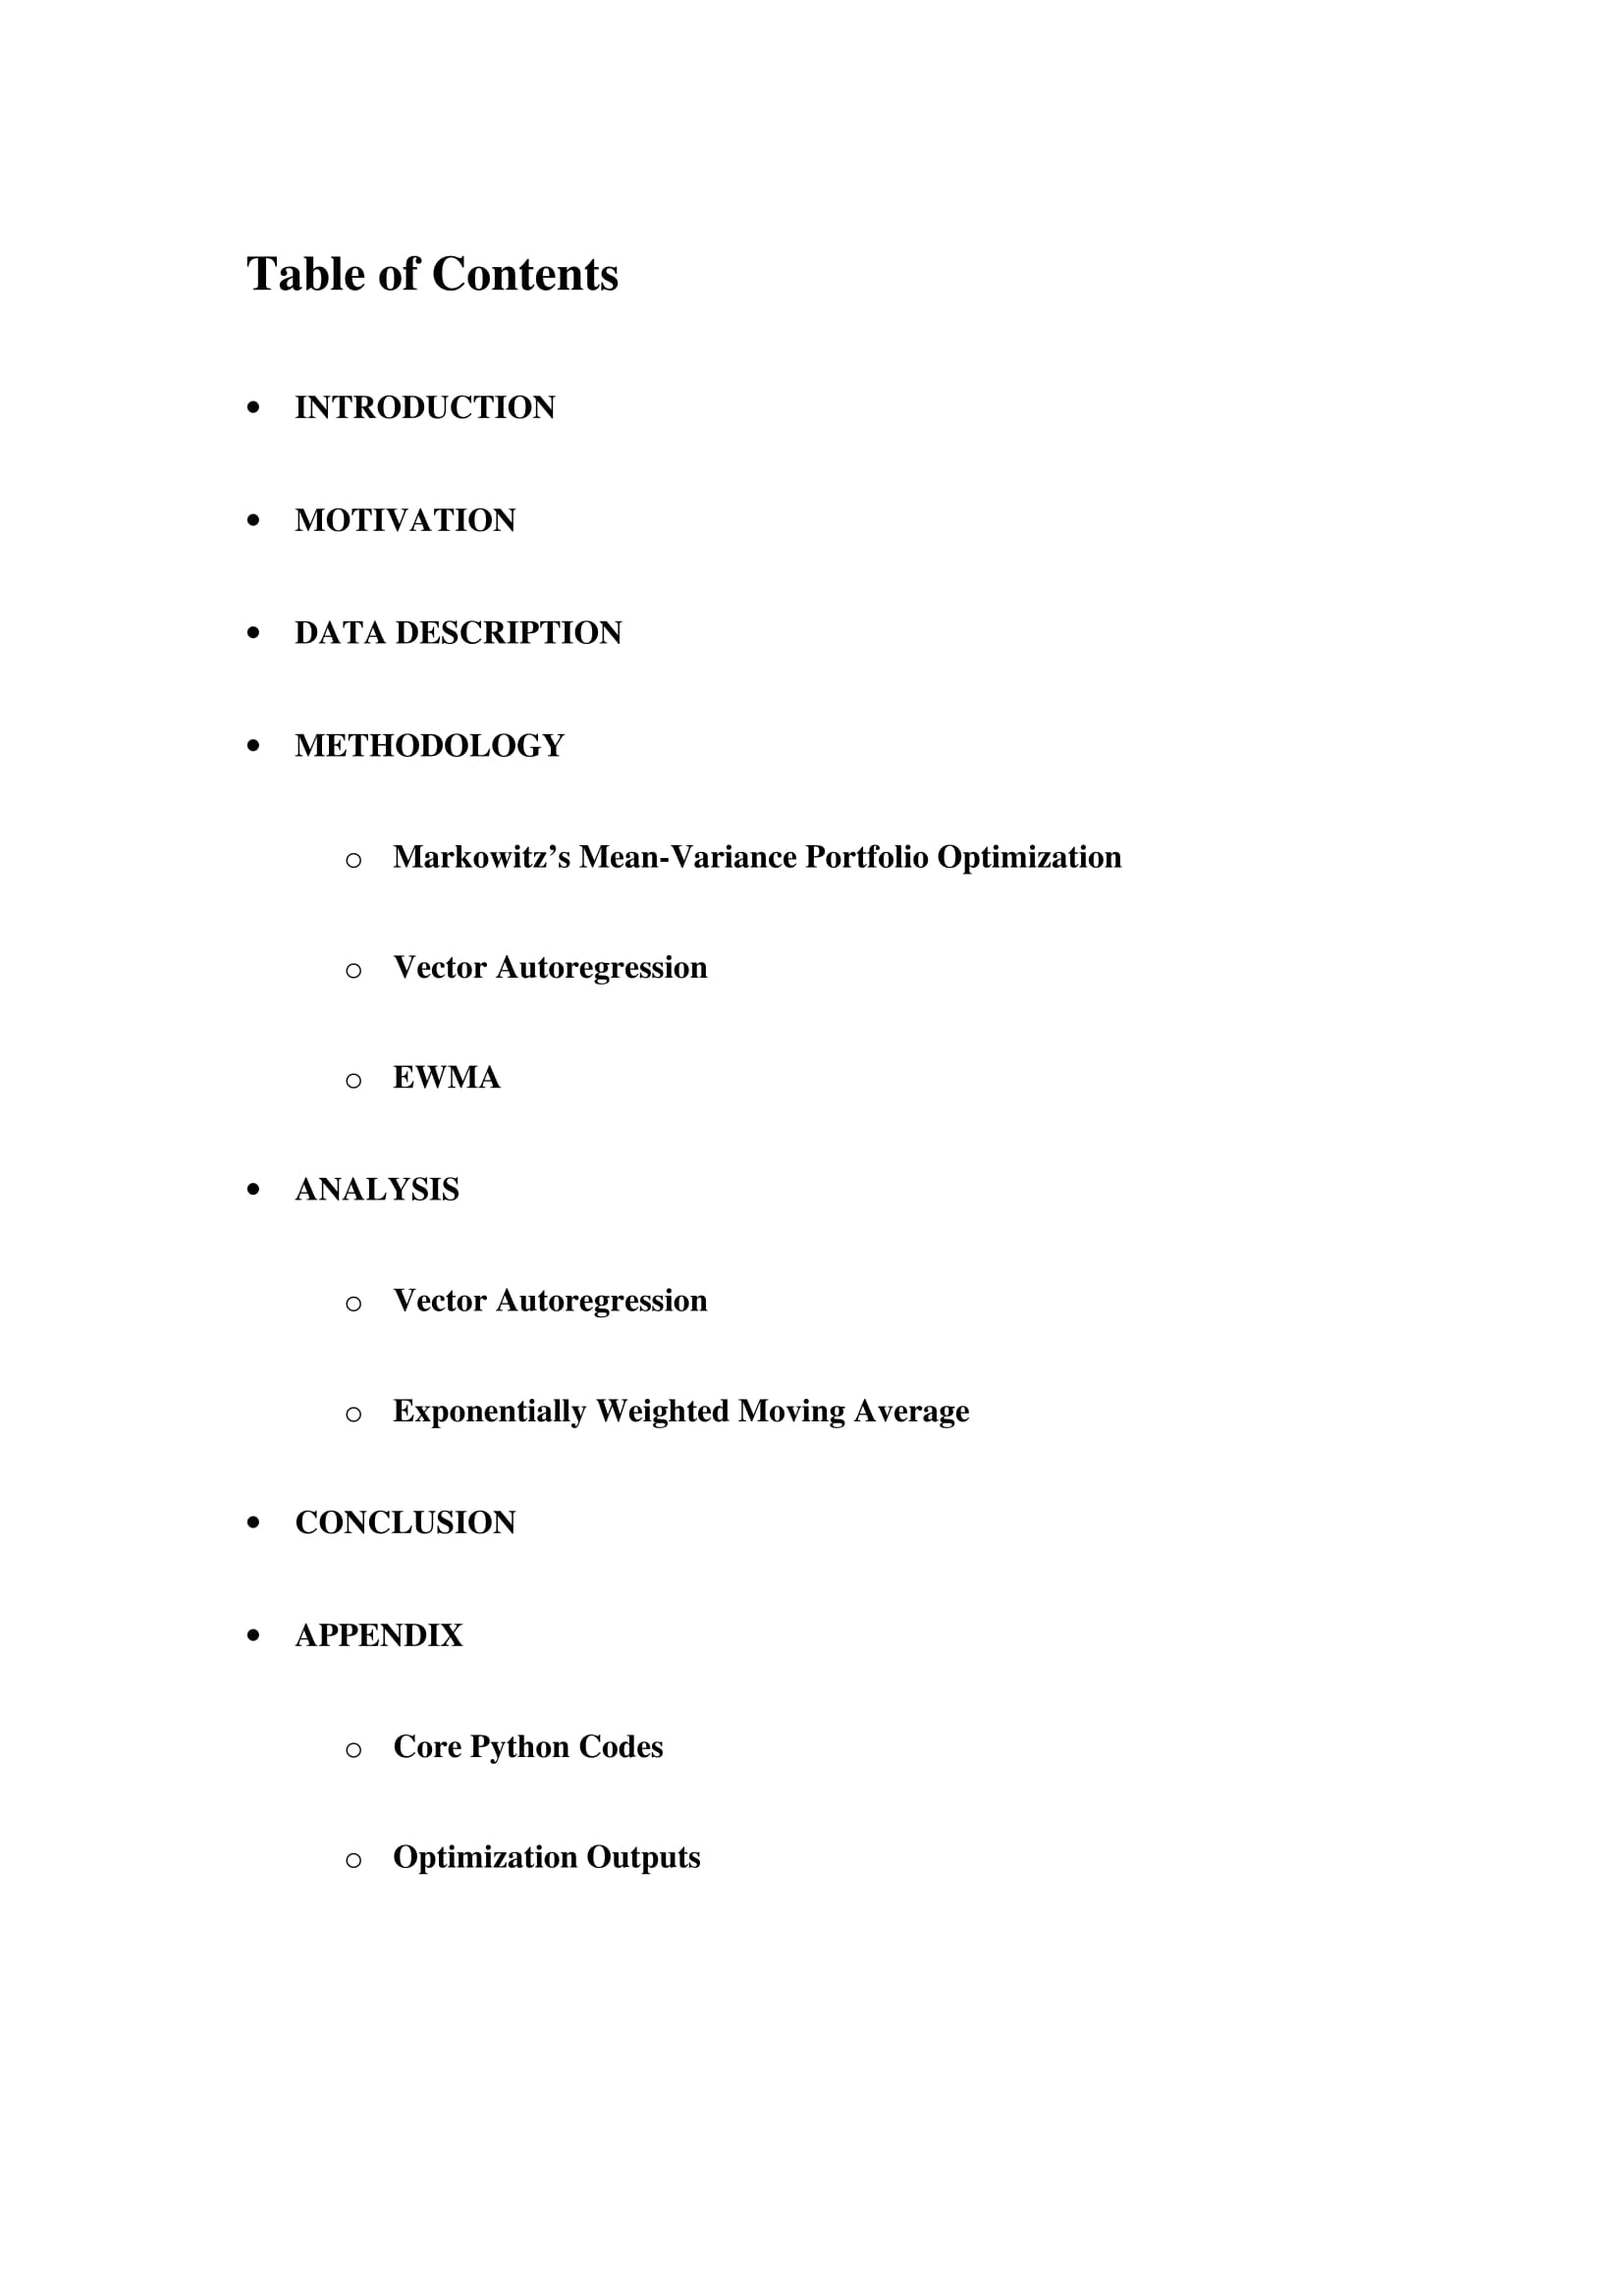 Table of Contents
• INTRODUCTION
• MOTIVATION
• DATA DESCRIPTION
• METHODOLOGY
o Markowitz’s Mean-Variance Portfolio Optimization
o Vector Autoregression
o EWMA
• ANALYSIS
o Vector Autoregression
o Exponentially Weighted Moving Average
• CONCLUSION
• APPENDIX
o Core Python Codes
o Optimization Outputs